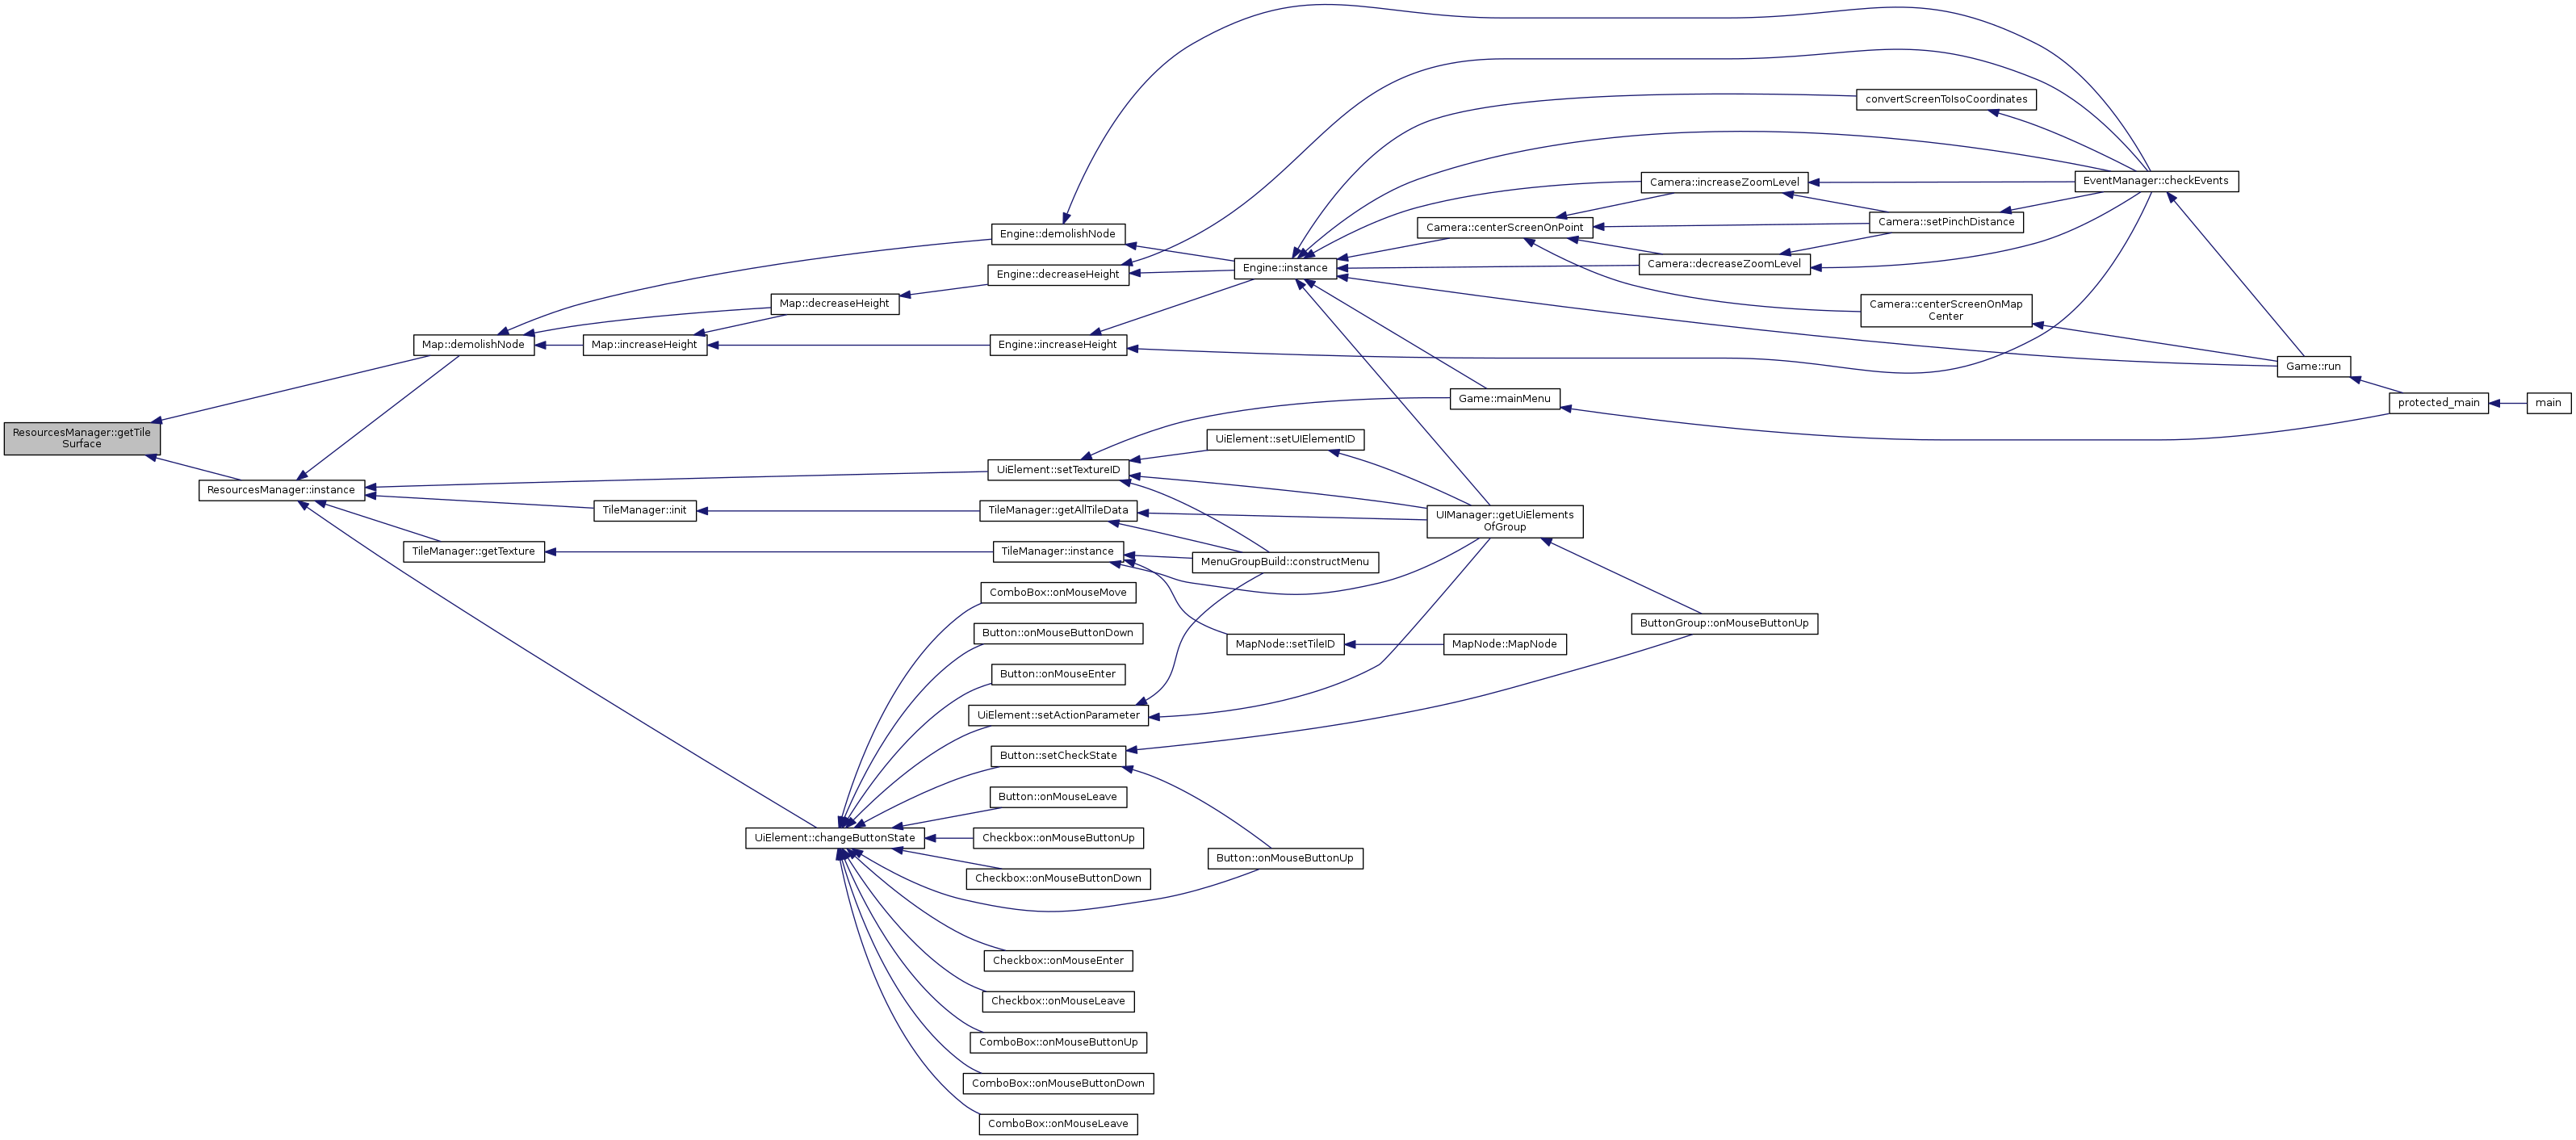 convertScreenToIsoCoordinates
Camera::increaseZoomLevel
EventManager::checkEvents
Camera::setPinchDistance
Camera::centerScreenOnPoint
Engine::demolishNode
Camera::decreaseZoomLevel
Engine::instance
Engine::decreaseHeight
Map::decreaseHeight
Camera::centerScreenOnMap
Center
Map::demolishNode
Map::increaseHeight
Engine::increaseHeight
Game::run
Game::mainMenu
protected_main
main
ResourcesManager::getTile
Surface
UiElement::setUIElementID
UiElement::setTextureID
ResourcesManager::instance
TileManager::init
TileManager::getAllTileData
UIManager::getUiElements
OfGroup
TileManager::getTexture
TileManager::instance
MenuGroupBuild::constructMenu
ComboBox::onMouseMove
ButtonGroup::onMouseButtonUp
Button::onMouseButtonDown
MapNode::setTileID
MapNode::MapNode
Button::onMouseEnter
UiElement::setActionParameter
Button::setCheckState
Button::onMouseLeave
UiElement::changeButtonState
Checkbox::onMouseButtonUp
Button::onMouseButtonUp
Checkbox::onMouseButtonDown
Checkbox::onMouseEnter
Checkbox::onMouseLeave
ComboBox::onMouseButtonUp
ComboBox::onMouseButtonDown
ComboBox::onMouseLeave